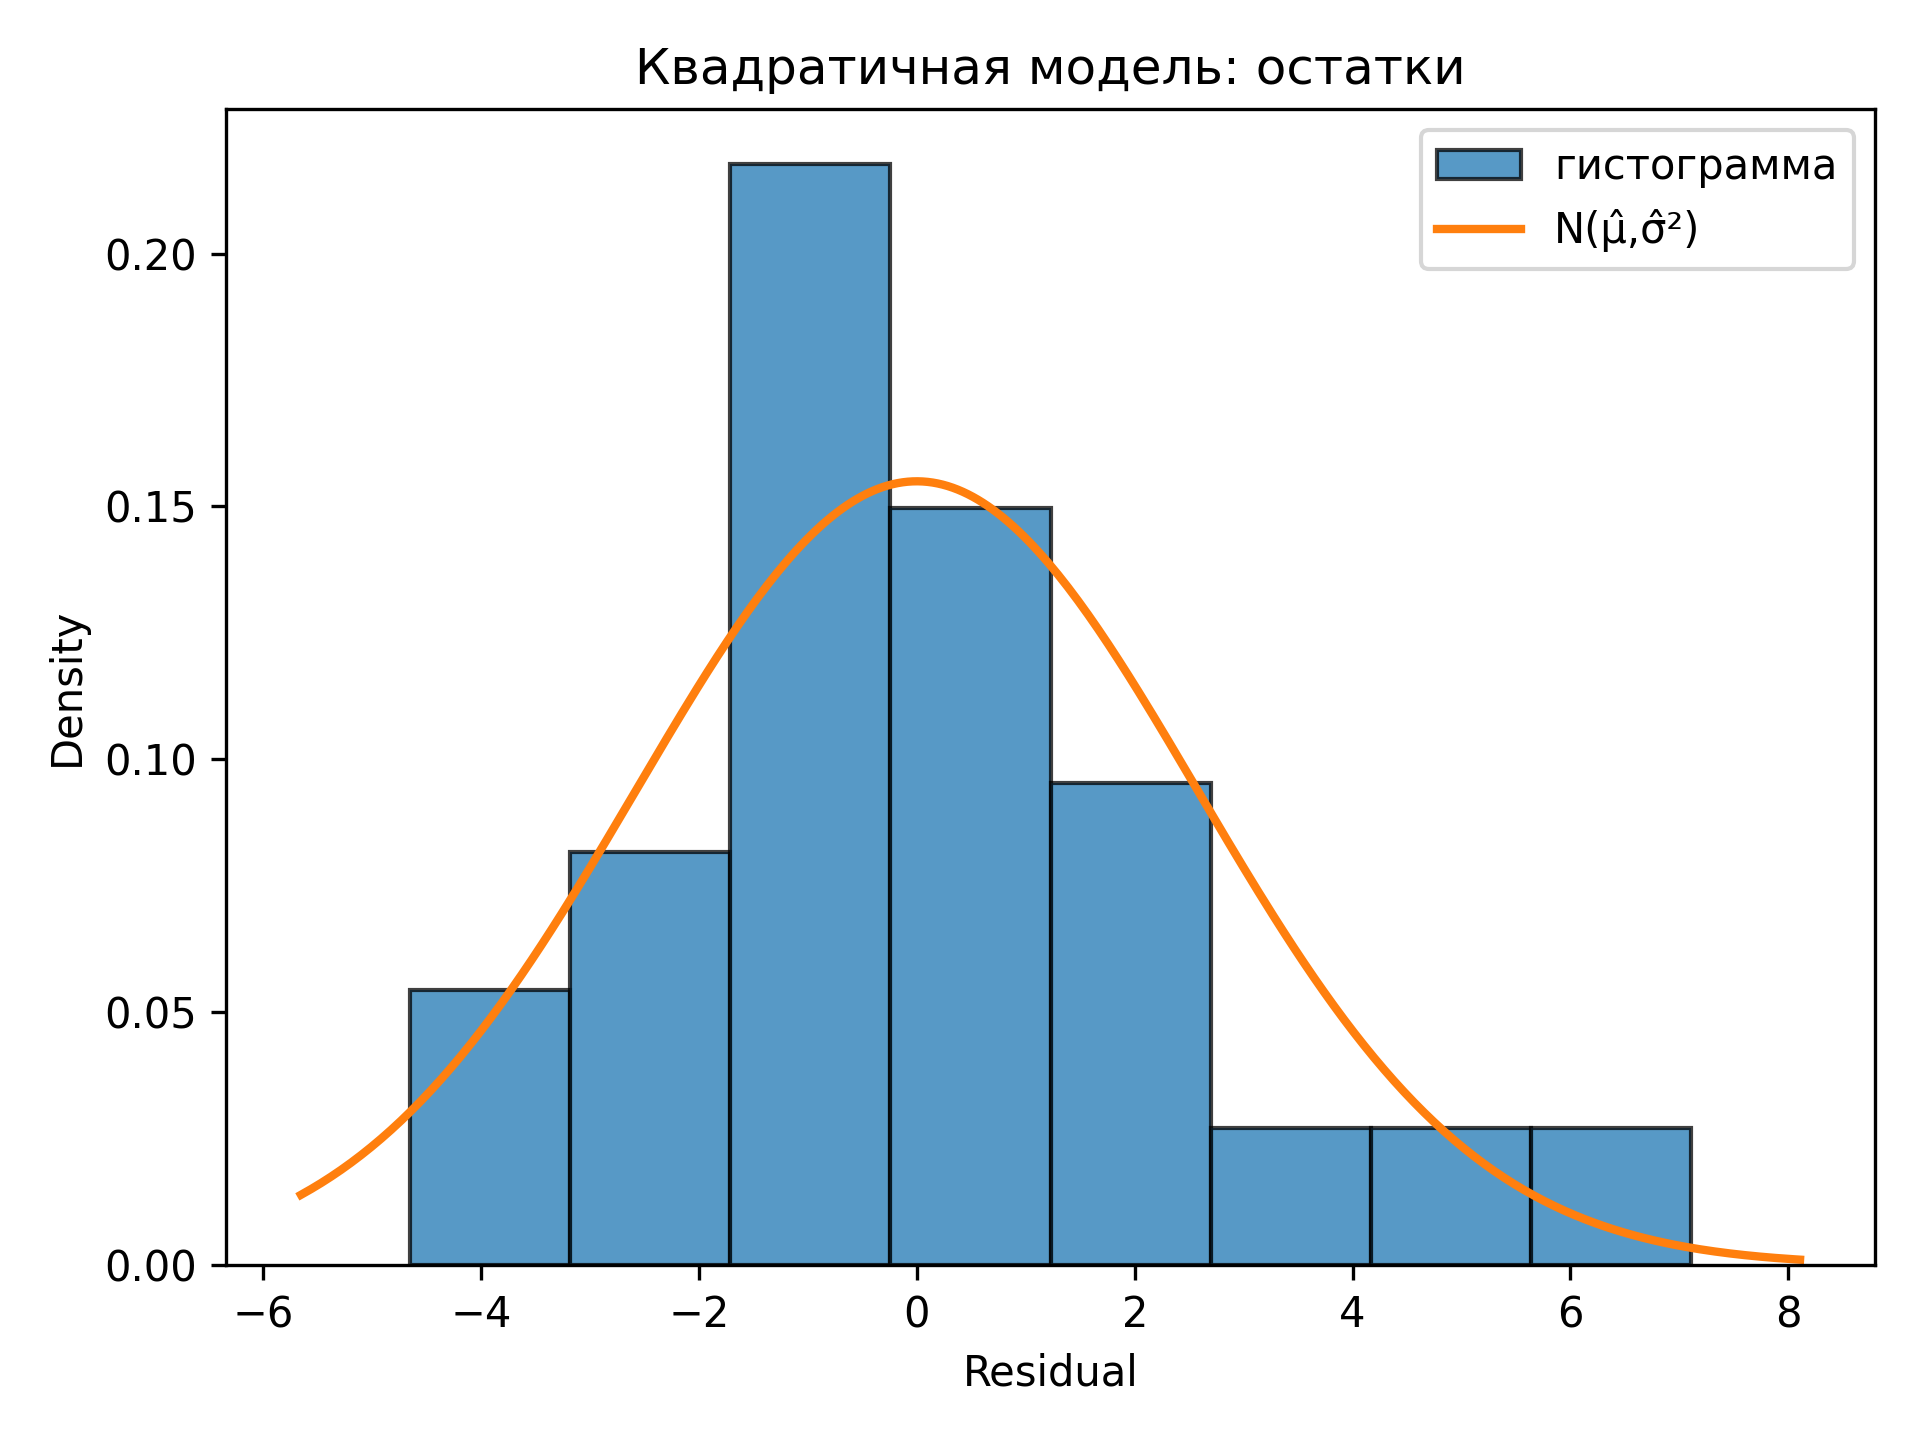 Квадратичная модель: остатки
гистограмма
N(μ̂,σ̂²)
Density
0.20
0.15
0.10
0.05
0.00
−6 −4 −2 0 2 4 6 8
Residual